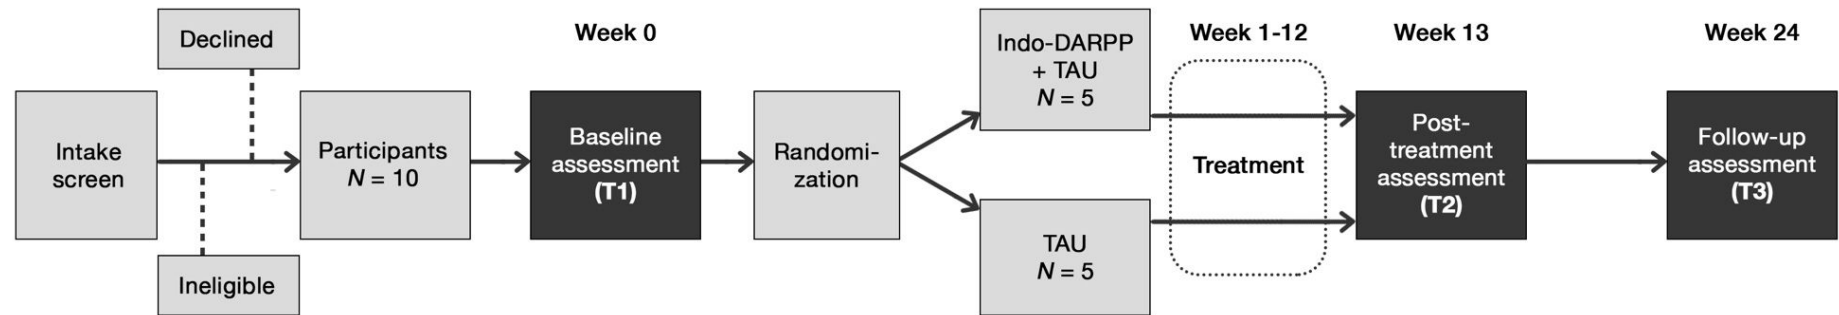 Intake
screen
Declined
Ineligible
Participants
N = 10
Week 0
Baseline
assessment
(T1)
Randomi-
zation
Indo-DARPP
+ TAU
N = 5
TAU
N = 5
Week 1-12
Treatment
Week 13
Post-
treatment
assessment
(T2)
Week 24
Follow-up
assessment
(T3)